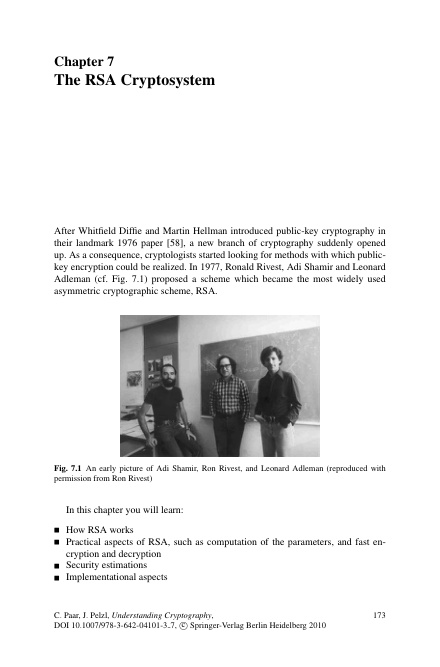 Chapter 7
The RSA Cryptosystem
After Whitfield Diffie and Martin Hellman introduced public-key cryptography in
their landmark 1976 paper [58], a new branch of cryptography suddenly opened
up. As a consequence, cryptologists started looking for methods with which public-
key encryption could be realized. In 1977, Ronald Rivest, Adi Shamir and Leonard
Adleman (cf. Fig. 7.1) proposed a scheme which became the most widely used
asymmetric cryptographic scheme, RSA.
Fig. 7.1 An early picture of Adi Shamir, Ron Rivest, and Leonard Adleman (reproduced with
permission from Ron Rivest)
In this chapter you will learn:
■ How RSA works
■ Practical aspects of RSA, such as computation of the parameters, and fast en-
cryption and decryption
■ Security estimations
■ Implementational aspects
C. Paar, J. Pelzl, Understanding Cryptography, 173
DOI 10.1007/978-3-642-04101-3_7, © Springer-Verlag Berlin Heidelberg 2010